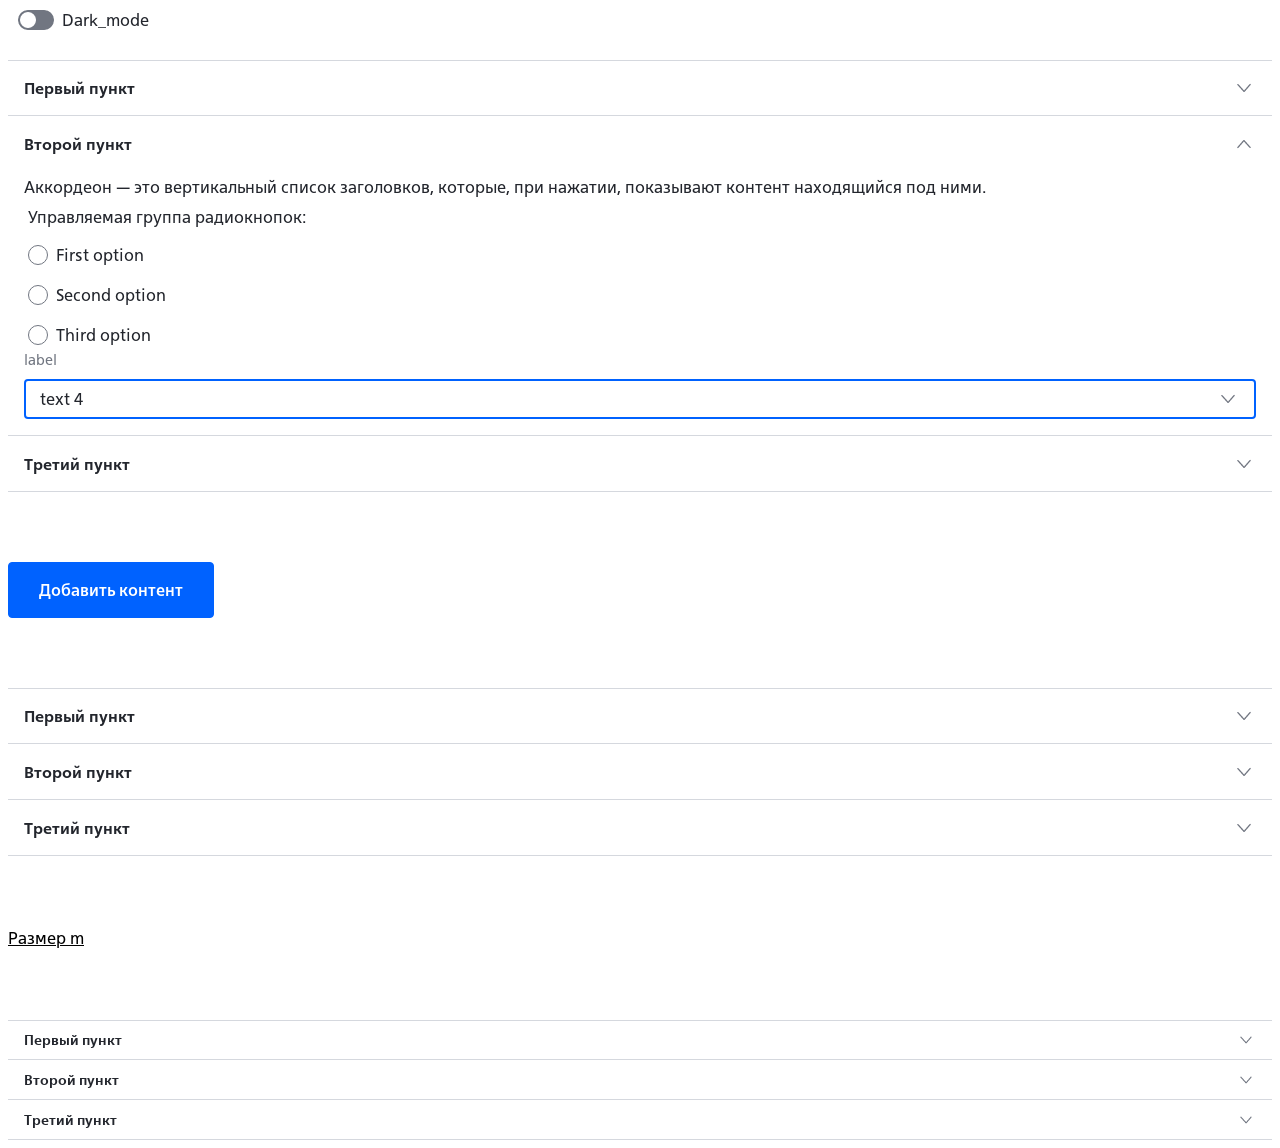 Dark_mode
Первый пункт
Второй пункт
Аккордеон — это вертикальный список заголовков, которые, при нажатии, показывают контент находящийся под ними.
Управляемая группа радиокнопок:
First option
Second option
Third option
label
text 4
Третий пункт
Добавить контент
Первый пункт
Второй пункт
Третий пункт
Размер m
Первый пункт
Второй пункт
Третий пункт